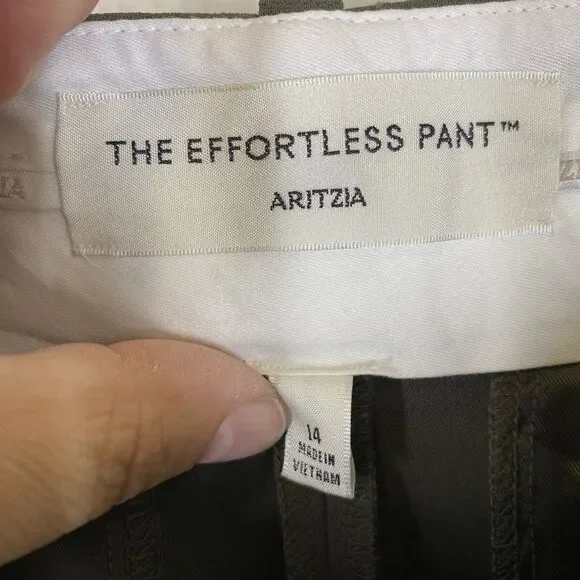 THE EFFORTLESS PANT™
ARITZIA
14
MADE IN
VIETNAM